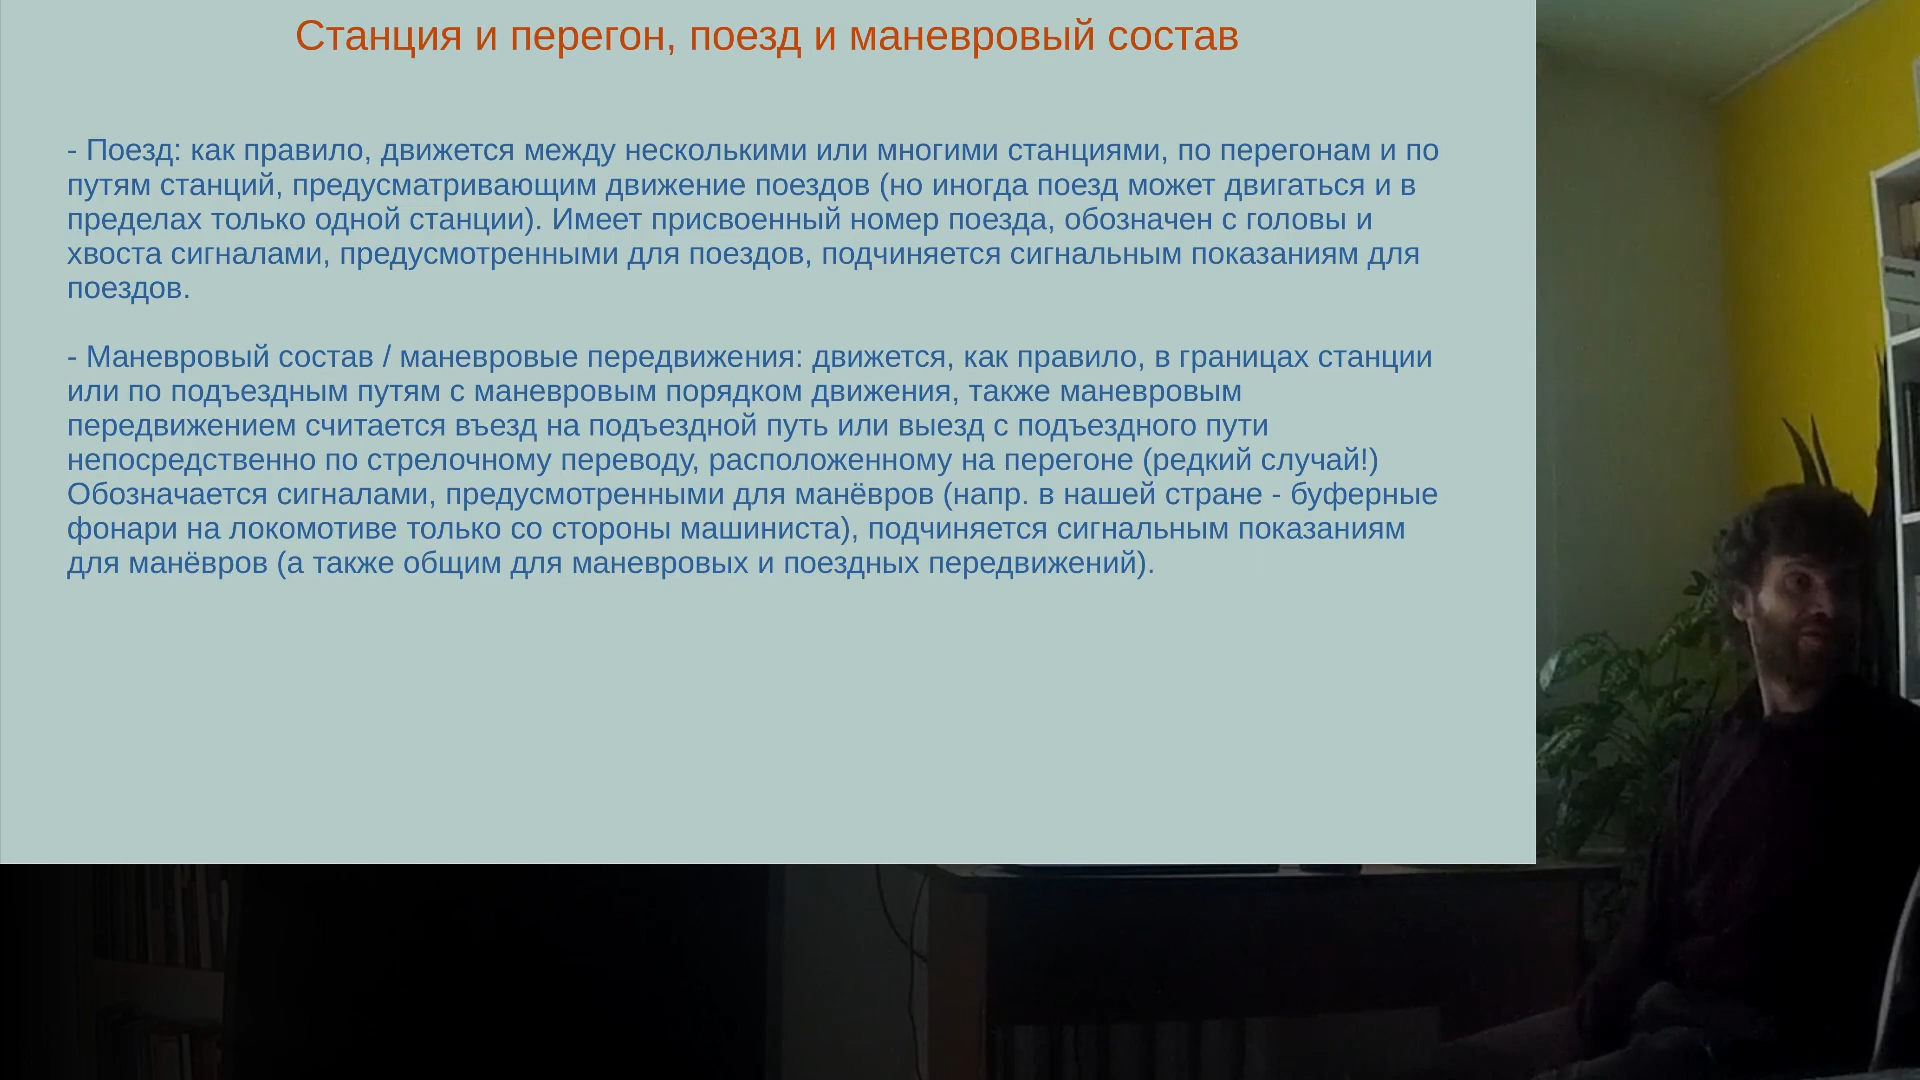 Станция и перегон, поезд и маневровый состав
- Поезд: как правило, движется между несколькими или многими станциями, по перегонам и по
путям станций, предусматривающим движение поездов (но иногда поезд может двигаться и в
пределах только одной станции). Имеет присвоенный номер поезда, обозначен с головы и
хвоста сигналами, предусмотренными для поездов, подчиняется сигнальным показаниям для
поездов.
- Маневровый состав / маневровые передвижения: движется, как правило, в границах станции
или по подъездным путям с маневровым порядком движения, также маневровым
передвижением считается въезд на подъездной путь или выезд с подъездного пути
непосредственно по стрелочному переводу, расположенному на перегоне (редкий случай!)
Обозначается сигналами, предусмотренными для манёвров (напр. в нашей стране - буферные
фонари на локомотиве только со стороны машиниста), подчиняется сигнальным показаниям
для манёвров (а также общим для маневровых и поездных передвижений).